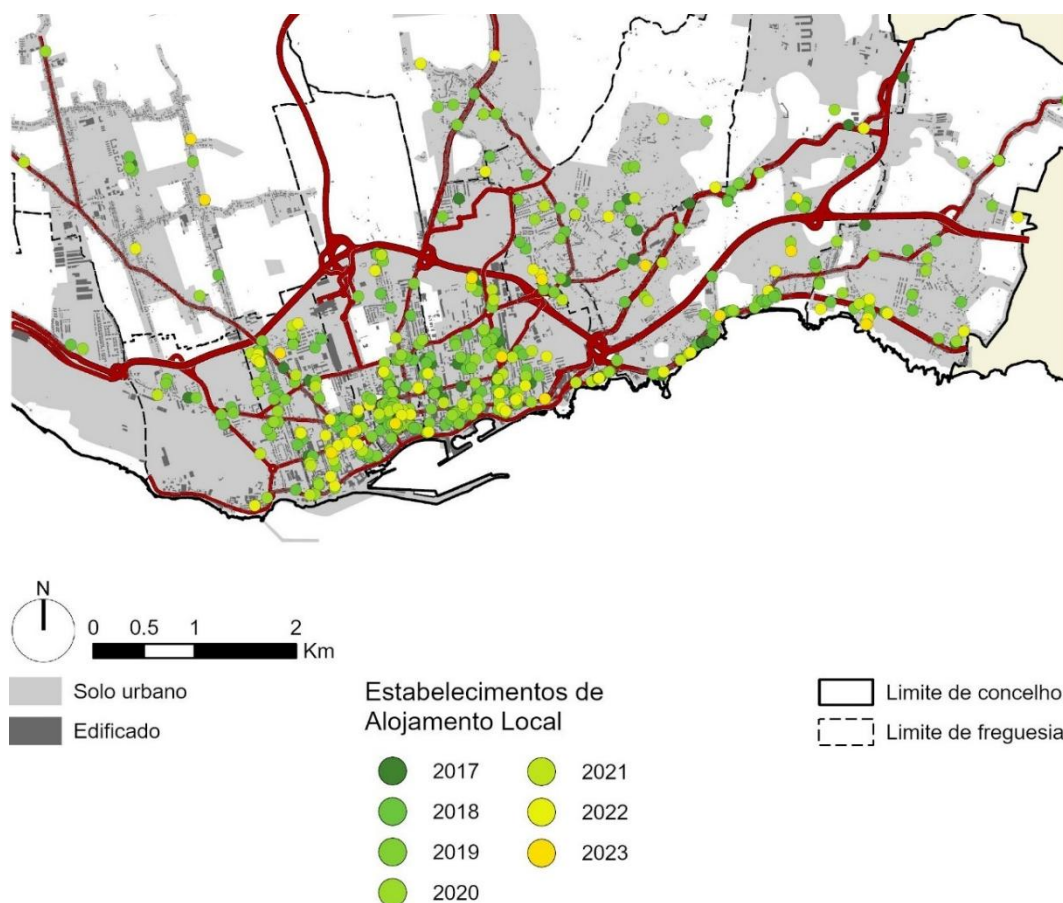 N
0 0.5 1 2
Km
Solo urbano
Edificado
Estabelecimentos de
Alojamento Local
2017
2018
2019
2020
2021
2022
2023
Limite de concelho
Limite de freguesia